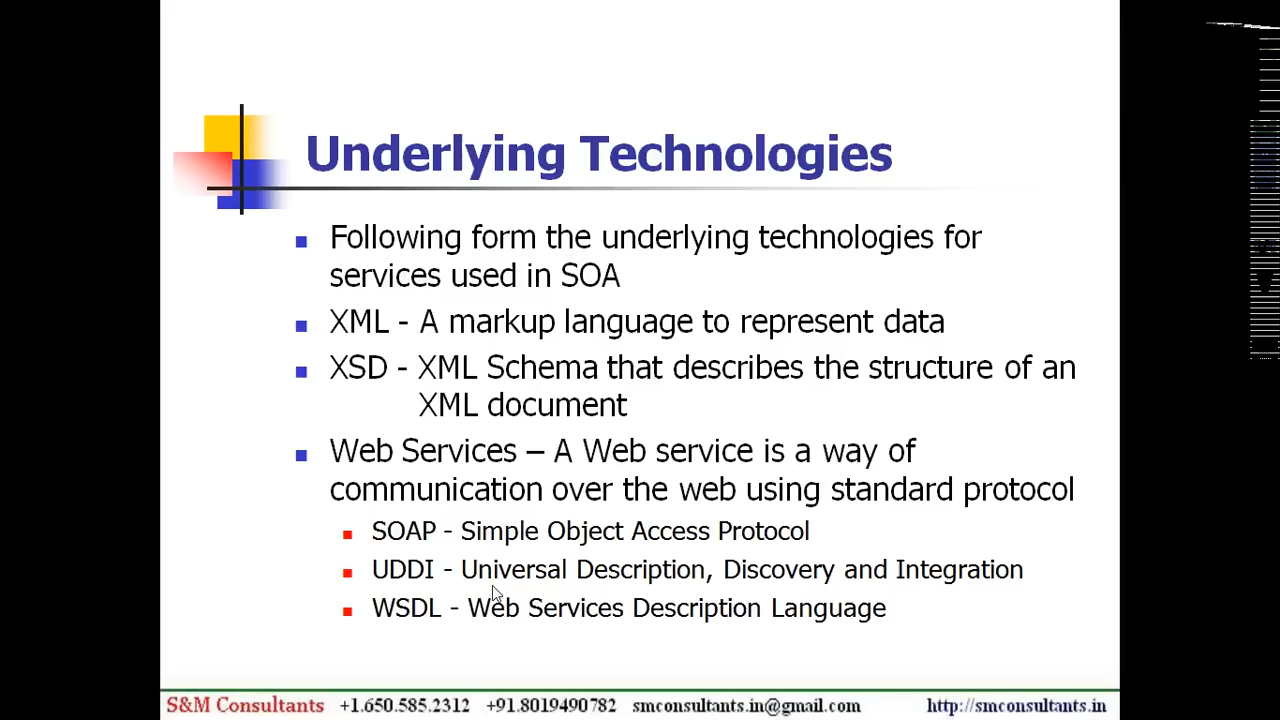 Underlying Technologies
Following form the underlying technologies for
services used in SOA
XML - A markup language to represent data
XSD - XML Schema that describes the structure of an
XML document
Web Services – A Web service is a way of
communication over the web using standard protocol
SOAP - Simple Object Access Protocol
UDDI - Universal Description, Discovery and Integration
WSDL - Web Services Description Language
S&M Consultants +1.650.585.2312 +91.8019490782 smconsultants.in@gmail.com http://smconsultants.in